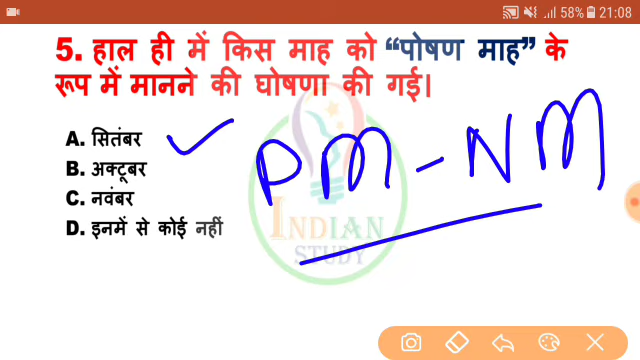 58% 21:08
5. हाल ही में किस माह को “पोषण माह” के
रूप में मानने की घोषणा की गई।
A. सितंबर
B. अक्टूबर
C. नवंबर
D. इनमें से कोई नहीं
PM-NM
INDIAN
STUDY